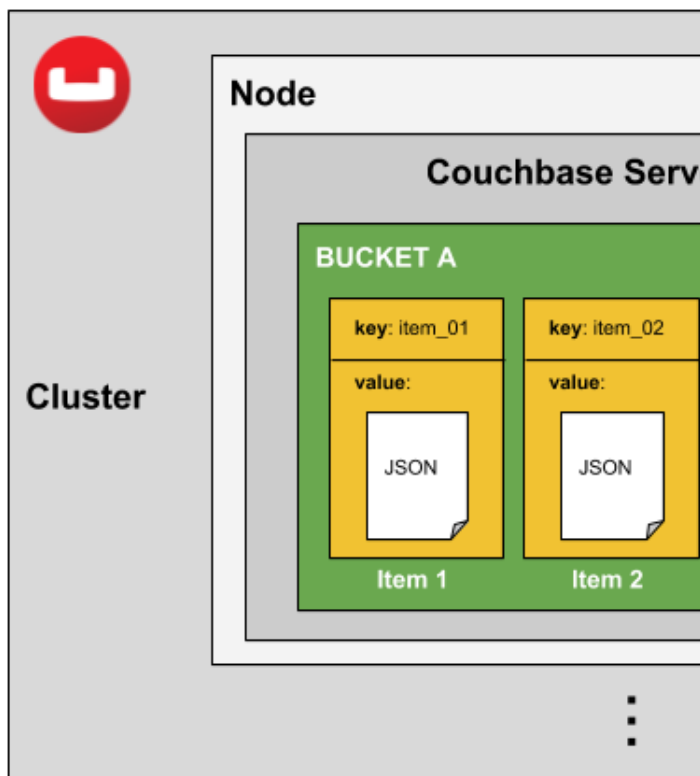 Node
Couchbase Serv
BUCKET A
key: item_01
key: item_02
value:
value:
JSON
JSON
Cluster
Item 1
Item 2